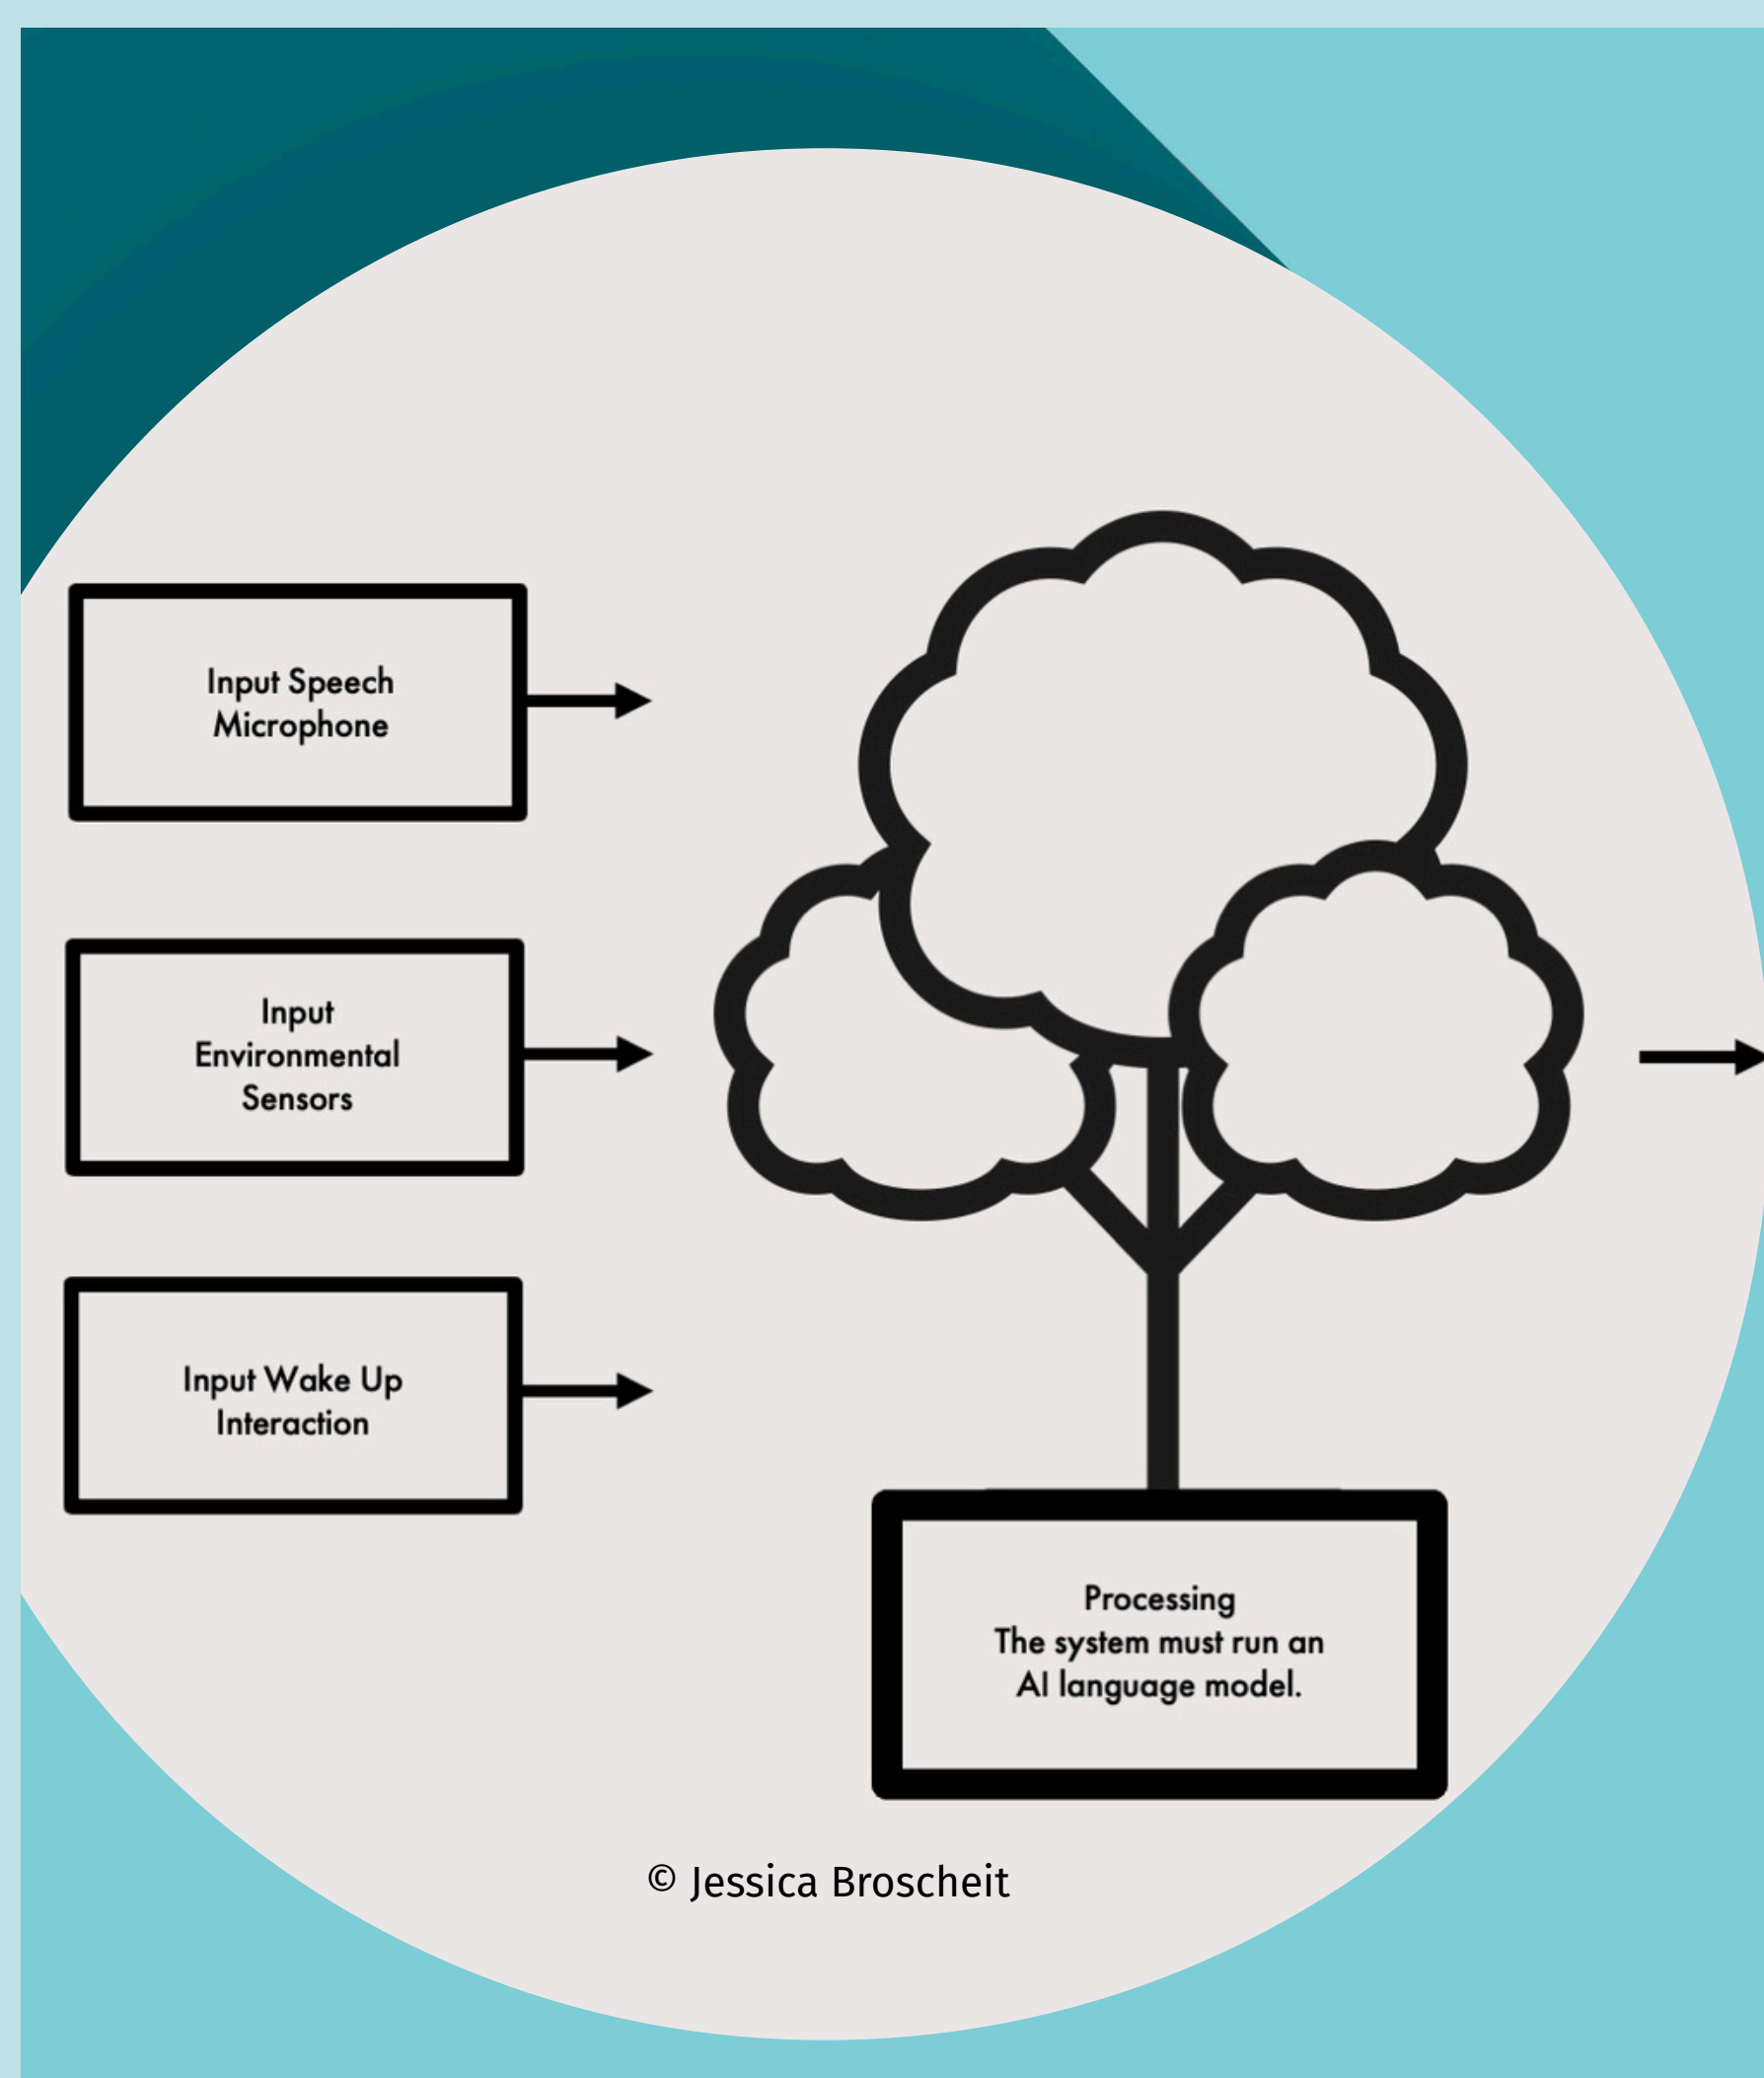 Input Speech
Microphone
Input
Environmental
Sensors
Input Wake Up
Interaction
Processing
The system must run an
AI language model.
© Jessica Broscheit